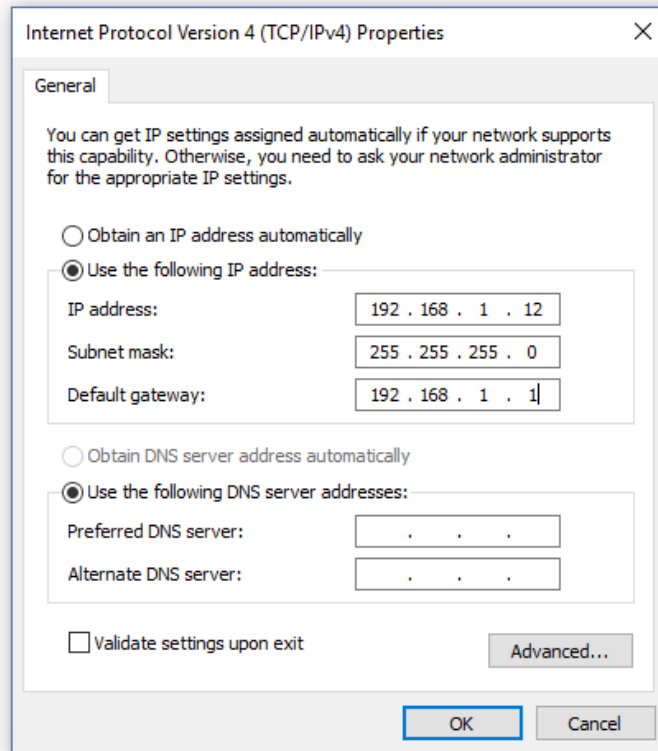 Internet Protocol Version 4 (TCP/IPv4) Properties
General
You can get IP settings assigned automatically if your network supports
this capability. Otherwise, you need to ask your network administrator
for the appropriate IP settings.
Obtain an IP address automatically
Use the following IP address:
IP address: 192 . 168 . 1 . 12
Subnet mask: 255 . 255 . 255 . 0
Default gateway: 192 . 168 . 1 . 1
Obtain DNS server address automatically
Use the following DNS server addresses:
Preferred DNS server: . . .
Alternate DNS server: . . .
Validate settings upon exit
Advanced...
OK Cancel